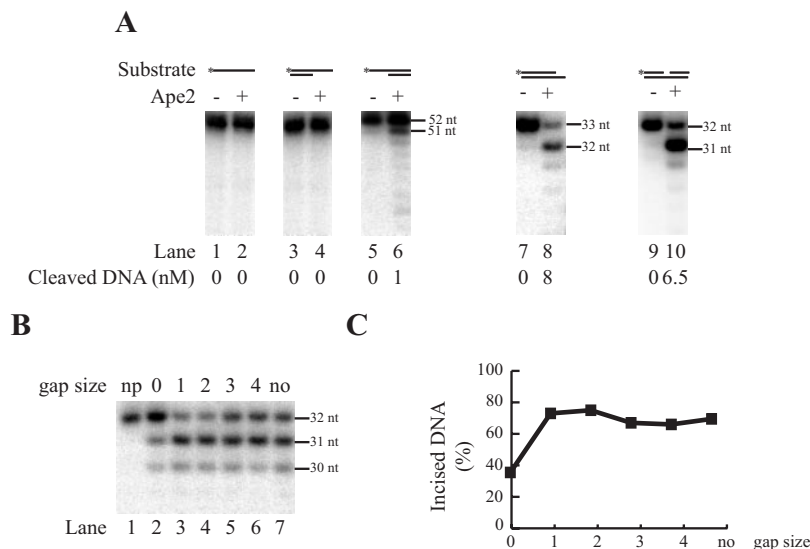 A
Substrate
* * * * *
Ape2 - + - + - + - + - +
52 nt
51 nt
33 nt
32 nt
32 nt
31 nt
Lane 1 2 3 4 5 6 7 8 9 10
Cleaved DNA (nM) 0 0 0 0 0 1 0 8 0 6.5
B
gap size np 0 1 2 3 4 no
32 nt
31 nt
30 nt
Lane 1 2 3 4 5 6 7
C
Incised DNA
(%)
100
80
60
40
20
0
0 1 2 3 4 no gap size